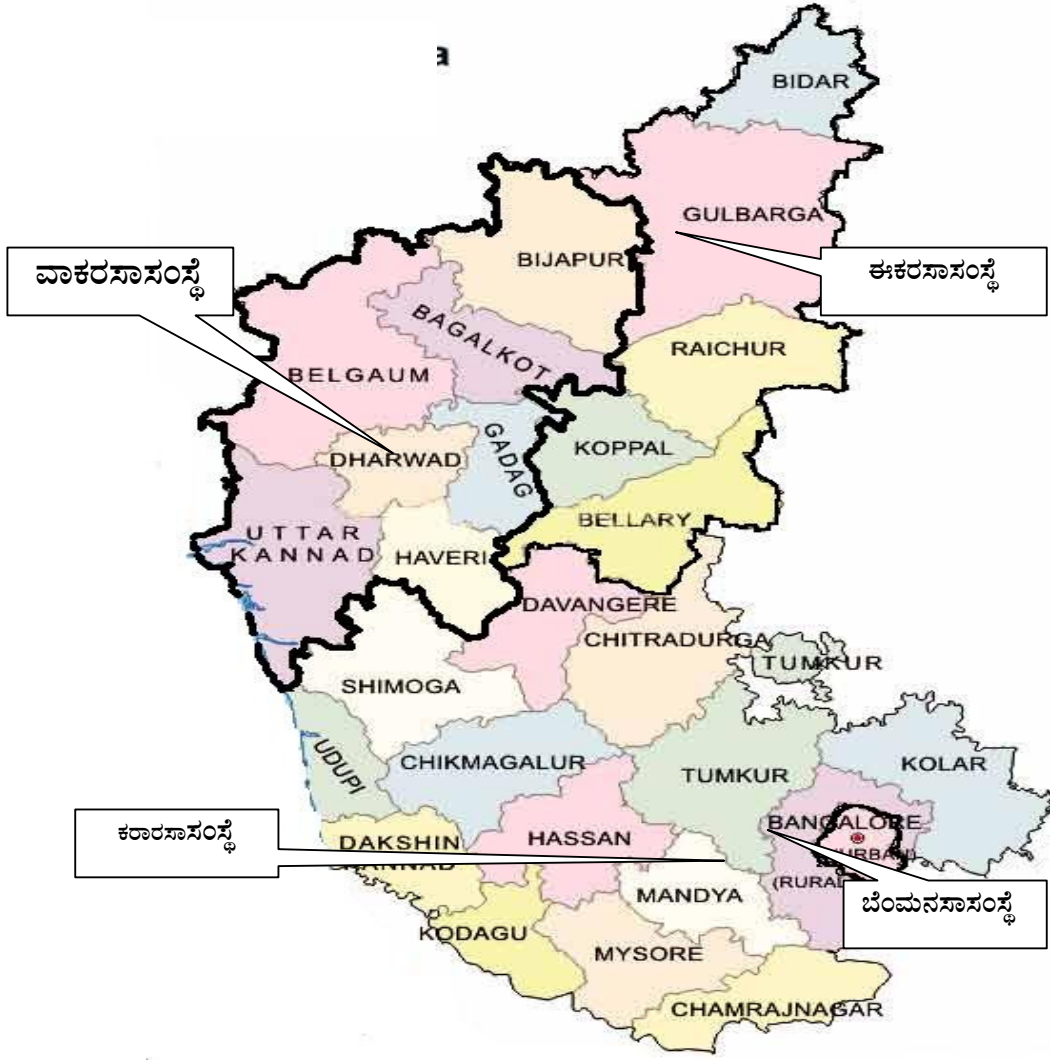 a
BIDAR
GULBARGA
BIJAPUR
ವಾಕರಸಾಸಂಸ್ಥೆ
ಈಕರಸಾಸಂಸ್ಥೆ
BAGALKOT
RAICHUR
BELGAUM
GADAG
KOPPAL
DHARWAD
BELLARY
UTTAR
KANNAD
HAVERI
DAVANGERE
CHITRADURGA
TUMKUR
SHIMOGA
UDUPI
CHIKMAGALUR
TUMKUR
KOLAR
BANGALORE
ಕರಾರಸಾಸಂಸ್ಥೆ
DAKSHIN
KANNAD
HASSAN
(RURAL
MANDYA
ಬೆಂಮನಸಾಸಂಸ್ಥೆ
KODAGU
MYSORE
CHAMRAJNAGAR